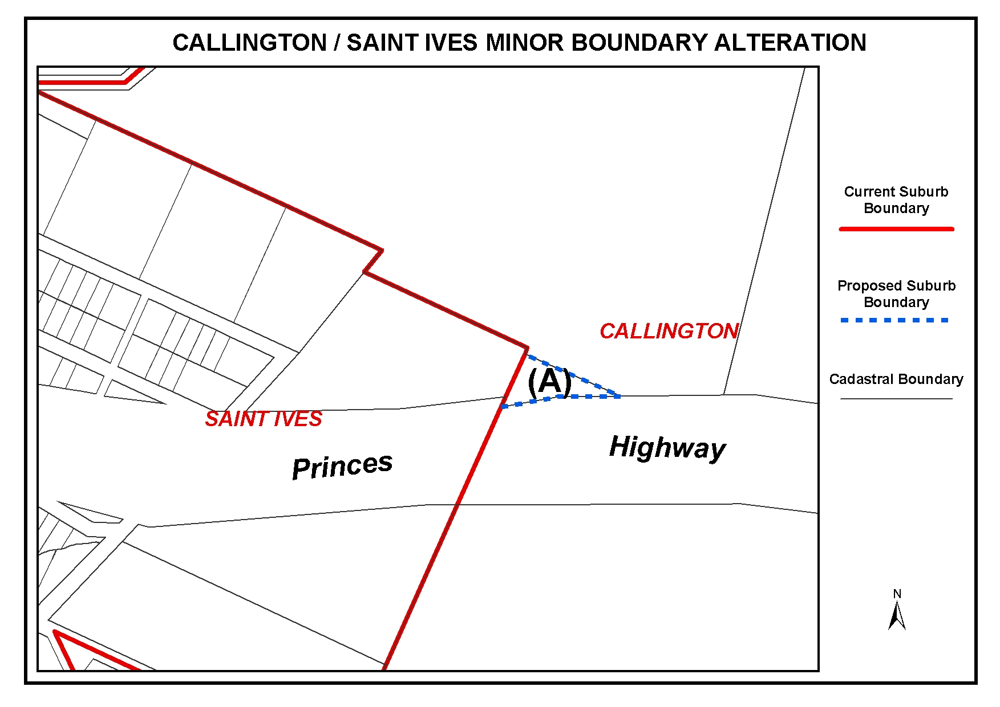 CALLINGTON / SAINT IVES MINOR BOUNDARY ALTERATION
Current Suburb
Boundary
Proposed Suburb
Boundary
CALLINGTON
(A)
Cadastral Boundary
SAINT IVES
Princes
Highway
N